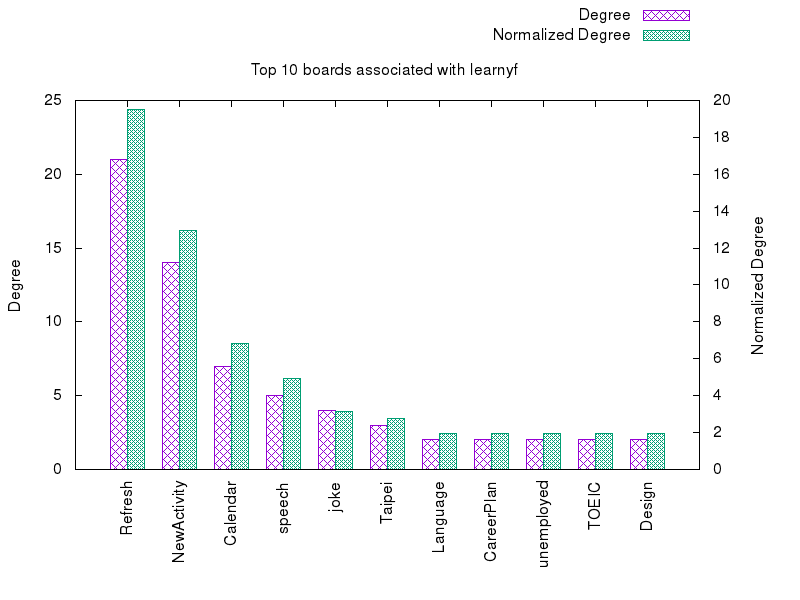 Degree
Normalized Degree
Top 10 boards associated with learnyf
25
20
15
10
5
0
20
18
16
14
12
10
8
6
4
2
0
Degree
Normalized Degree
Refresh
NewActivity
Calendar
speech
joke
Taipei
Language
CareerPlan
unemployed
TOEIC
Design